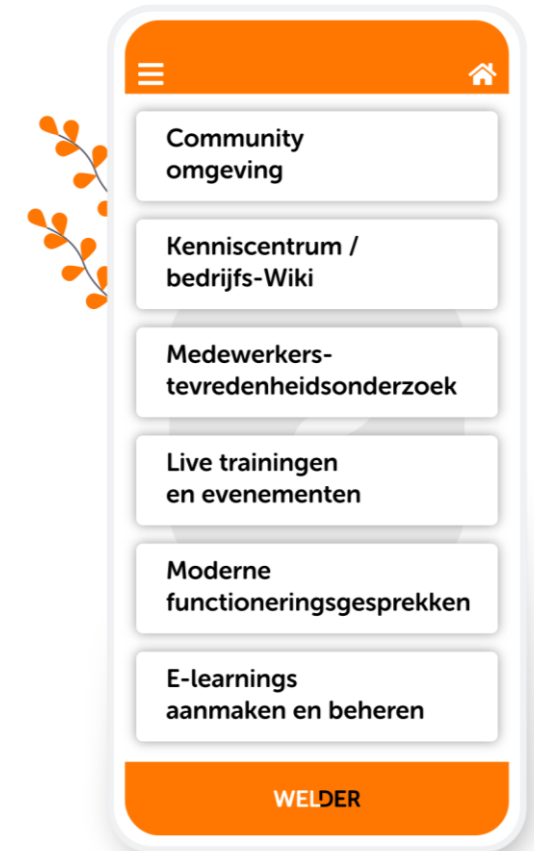 Community
omgeving
Kenniscentrum /
bedrijfs-Wiki
Medewerkers-
tevredenheidsonderzoek
Live trainingen
en evenementen
Moderne
functioneringsgesprekken
E-learnings
aanmaken en beheren
WELDER